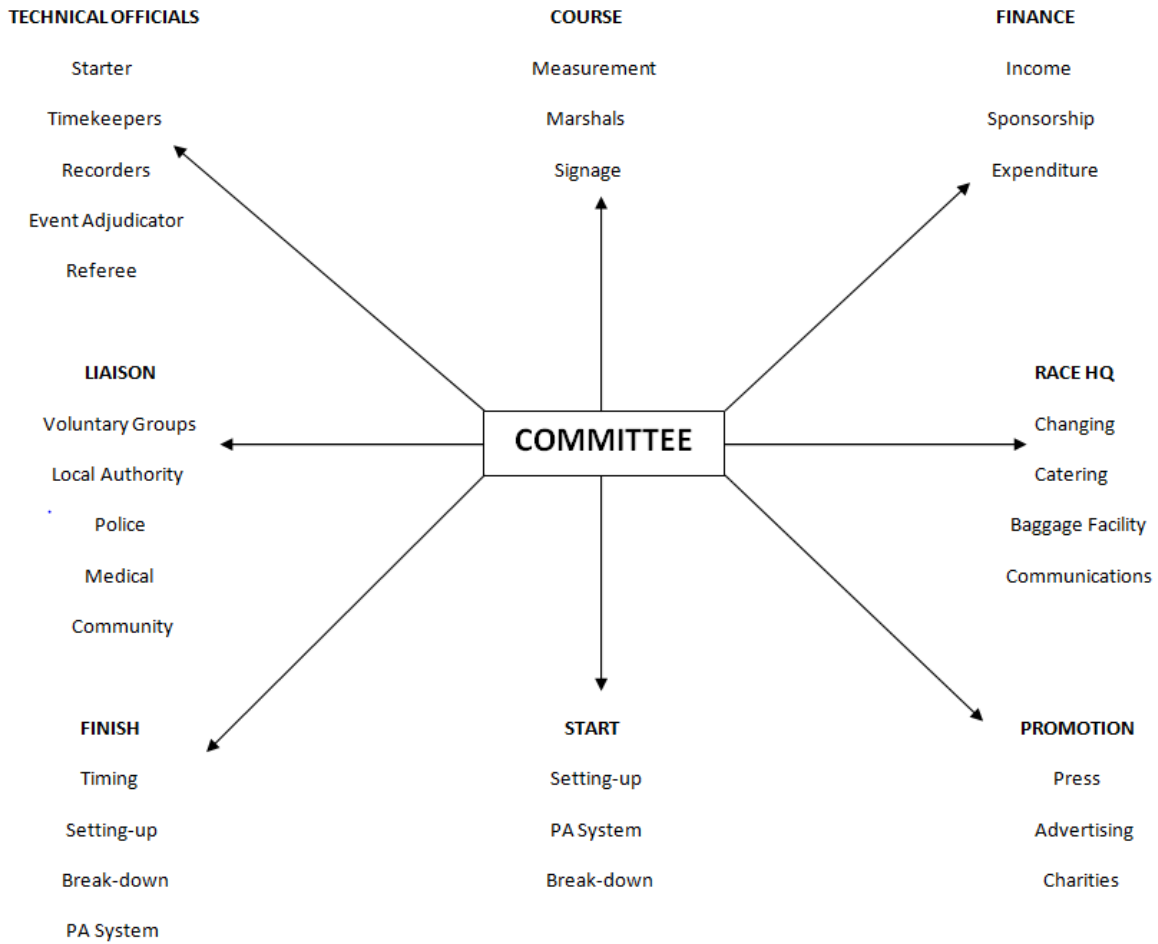 TECHNICAL OFFICIALS
Starter
Timekeepers
Recorders
Event Adjudicator
Referee
COURSE
Measurement
Marshals
Signage
FINANCE
Income
Sponsorship
Expenditure
LIAISON
Voluntary Groups
Local Authority
Police
Medical
Community
COMMITTEE
RACE HQ
Changing
Catering
Baggage Facility
Communications
FINISH
Timing
Setting-up
Break-down
PA System
START
Setting-up
PA System
Break-down
PROMOTION
Press
Advertising
Charities